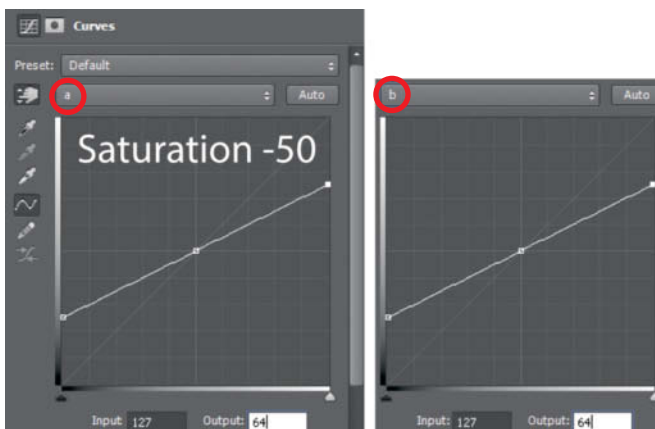 Curves
Preset: Default
a Auto
Saturation -50
Input: 127 Output: 64
b Auto
Input: 127 Output: 64